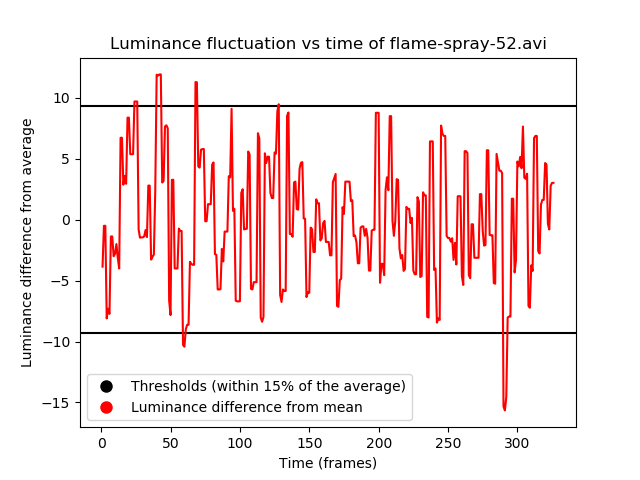 Luminance fluctuation vs time of flame-spray-52.avi
Luminance difference from average
10
5
0
−5
−10
−15
Thresholds (within 15% of the average)
Luminance difference from mean
0 50 100 150 200 250 300
Time (frames)